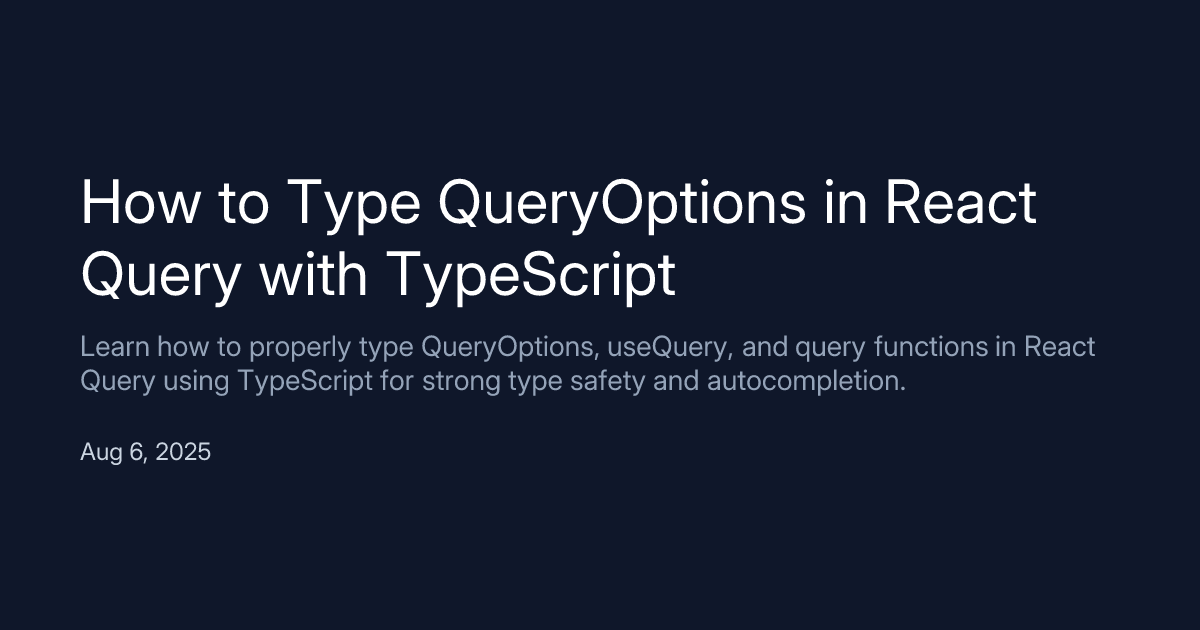 How to Type QueryOptions in React
Query with TypeScript
Learn how to properly type QueryOptions, useQuery, and query functions in React
Query using TypeScript for strong type safety and autocompletion.
Aug 6, 2025